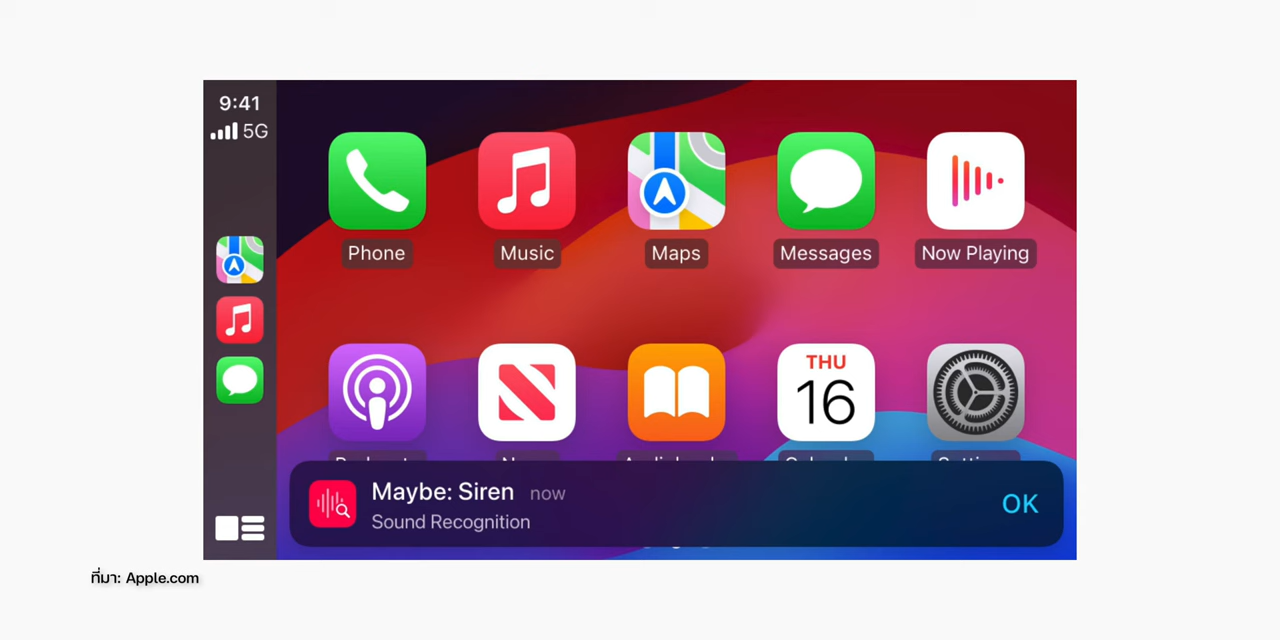 9:41
5G
Phone
Music
Maps
Messages
Now Playing
THU
16
Maybe: Siren now
Sound Recognition
OK
ที่มา: Apple.com